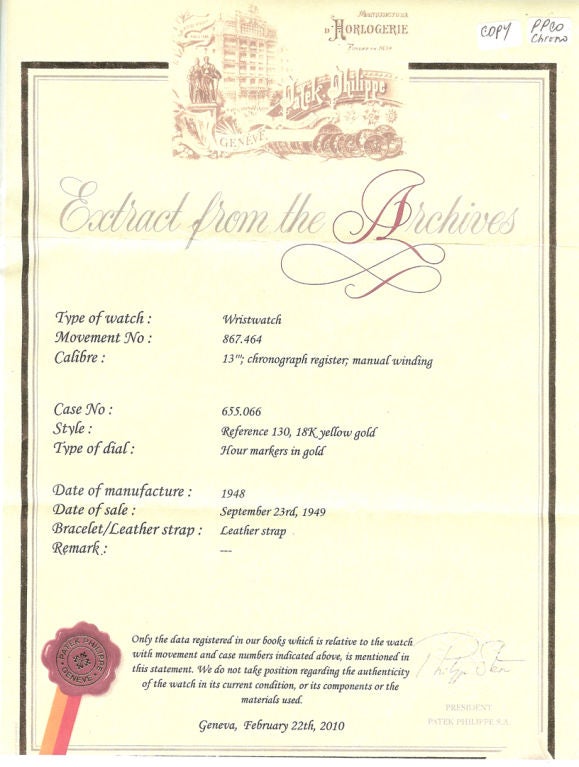 Manufacture
D'HORLOGERIE
COPY
PPCO
Chrono
Patek Philippe
GENÈVE
Extract from the Archives
Type of watch : Wristwatch
Movement No : 867.464
Calibre : 13'''; chronograph register; manual winding
Case No : 655.066
Style : Reference 130, 18K yellow gold
Type of dial : Hour markers in gold
Date of manufacture : 1948
Date of sale : September 23rd, 1949
Bracelet/Leather strap : Leather strap
Remark : ---
PATEK PHILIPPE
GENÈVE
Only the data registered in our books which is relative to the watch
with movement and case numbers indicated above, is mentioned in
this statement. We do not take position regarding the authenticity
of the watch in its current condition, or its components or the
materials used.
Geneva, February 22th, 2010
PRESIDENT
PATEK PHILIPPE S.A.